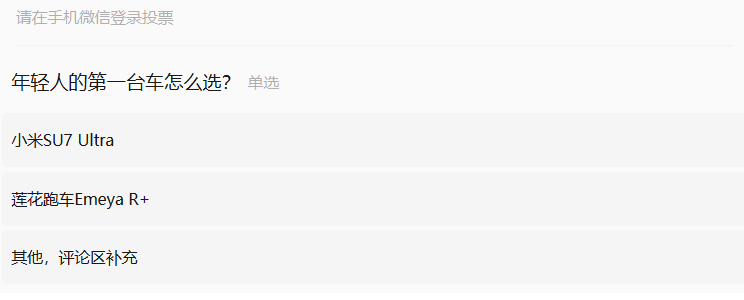 请在手机微信登录投票
年轻人的第一台车怎么选？ 单选
小米SU7 Ultra
莲花跑车Emeya R+
其他，评论区补充